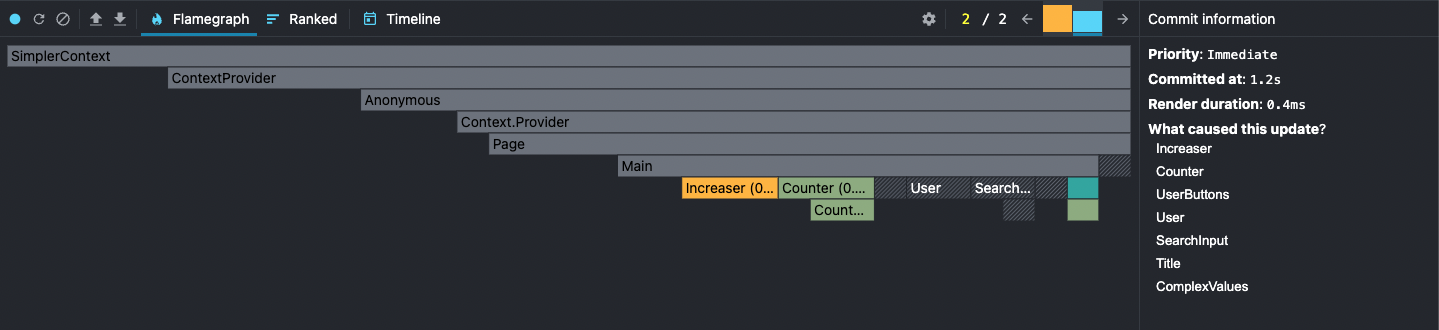 Flamegraph Ranked Timeline 2 / 2 Commit information
SimplerContext
ContextProvider
Anonymous
Context.Provider
Page
Main
Increaser (0... Counter (0.... User Search...
Count...
Priority: Immediate
Committed at: 1.2s
Render duration: 0.4ms
What caused this update?
Increaser
Counter
UserButtons
User
SearchInput
Title
ComplexValues